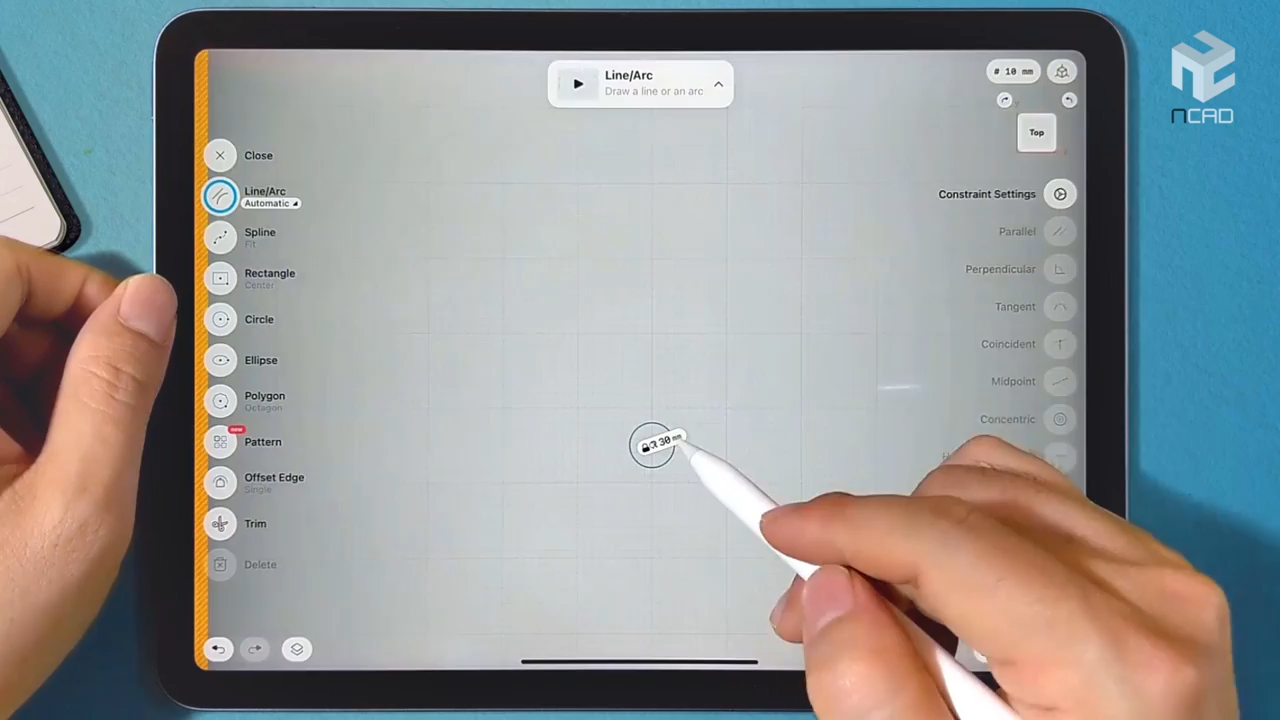 Line/Arc
Draw a line or an arc
# 10 mm
nCAD
Top
Close
Line/Arc
Automatic
Spline
Fit
Rectangle
Center
Circle
Ellipse
Polygon
Octagon
new
Pattern
Offset Edge
Single
Trim
Delete
Constraint Settings
Parallel
Perpendicular
Tangent
Coincident
Midpoint
Concentric
30 mm